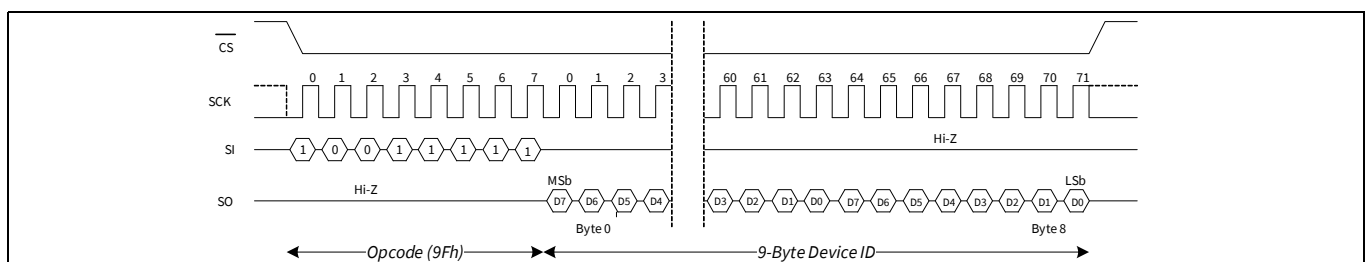 CS
0 1 2 3 4 5 6 7 0 1 2 3 60 61 62 63 64 65 66 67 68 69 70 71
SCK
Hi-Z
SI 1 0 0 1 1 1 1 1
MSb LSb
Hi-Z
SO D7 D6 D5 D4 D3 D2 D1 D0 D7 D6 D5 D4 D3 D2 D1 D0
Byte 0 Byte 8
Opcode (9Fh) 9-Byte Device ID